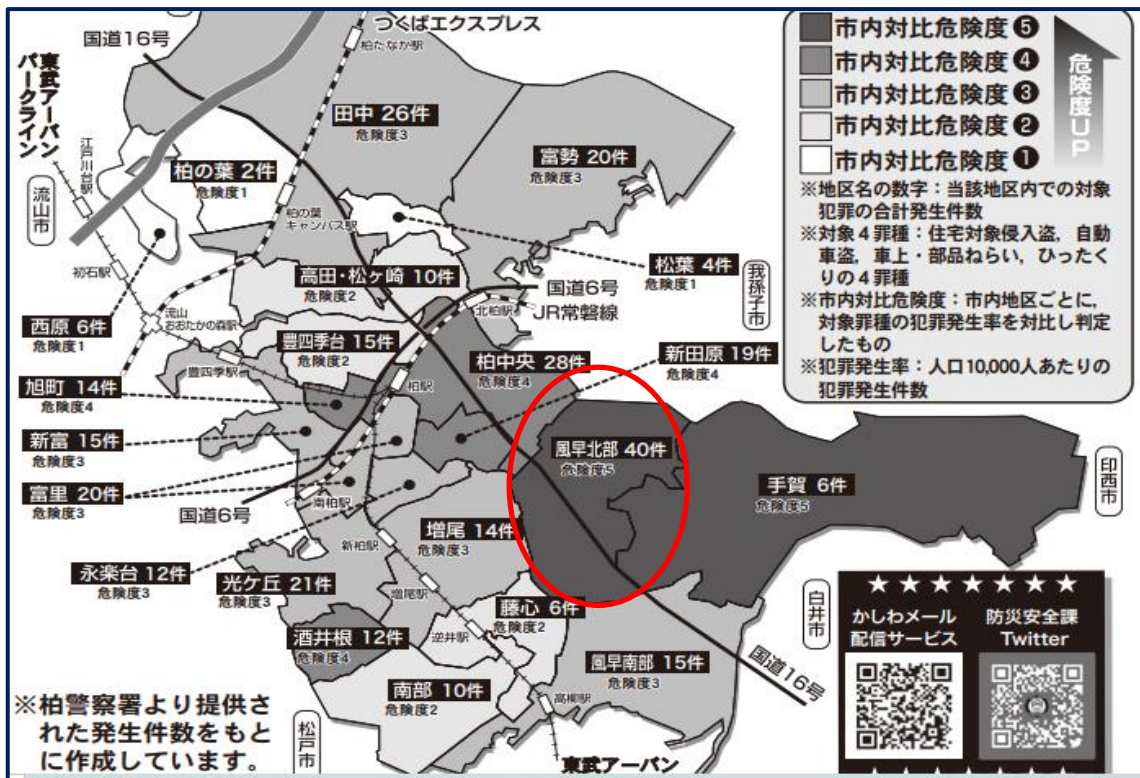 つくばエクスプレス
国道16号
柏たなか駅
東武アーバン
パークライン
江戸川台駅
流山市
初石駅
田中 26件
危険度3
富勢 20件
危険度3
柏の葉 2件
危険度1
柏の葉
キャンパス駅
高田・松ヶ崎 10件
危険度2
松葉 4件
危険度1
我孫子市
国道6号
北柏駅
JR常磐線
西原 6件
危険度1
流山
おおたかの森駅
豊四季台 15件
危険度2
豊四季駅
柏駅
柏中央 28件
危険度4
新田原 19件
危険度4
旭町 14件
危険度4
新富 15件
危険度3
富里 20件
危険度3
国道6号
南柏駅
風早北部 40件
危険度5
手賀 6件
危険度5
印西市
永楽台 12件
危険度3
新柏駅
増尾 14件
危険度3
光ケ丘 21件
危険度3
増尾駅
藤心 6件
危険度2
逆井駅
酒井根 12件
危険度4
風早南部 15件
危険度3
国道16号
白井市
南部 10件
危険度2
高柳駅
松戸市
東武アーバン
※柏警察署より提供さ
れた発生件数をもと
に作成しています。
市内対比危険度❺
市内対比危険度❹
市内対比危険度❸
市内対比危険度❷
市内対比危険度❶
危険度UP
※地区名の数字：当該地区内での対象
犯罪の合計発生件数
※対象4罪種：住宅対象侵入盗，自動
車盗，車上・部品ねらい，ひったく
りの4罪種
※市内対比危険度：市内地区ごとに，
対象罪種の犯罪発生率を対比し判定
したもの
※犯罪発生率：人口10,000人あたりの
犯罪発生件数
★★★★★★★
かしわメール
配信サービス
防災安全課
Twitter